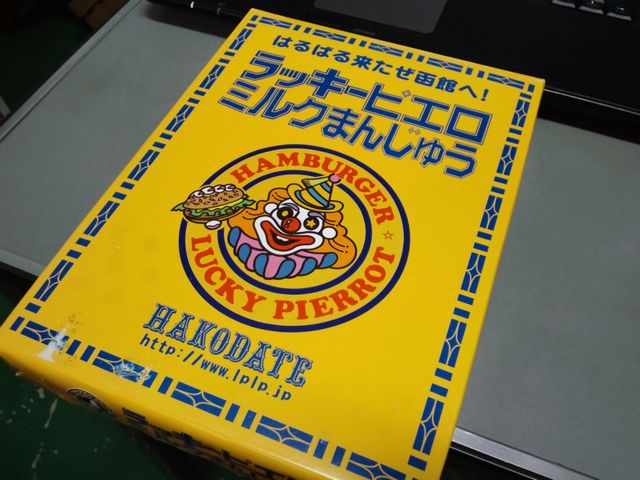 はるばる来たぜ函館へ!
ラッキーピエロ
ミルクまんじゅう
HAMBURGER
LUCKY PIERROT
HAKODATE
http://www.lplp.jp